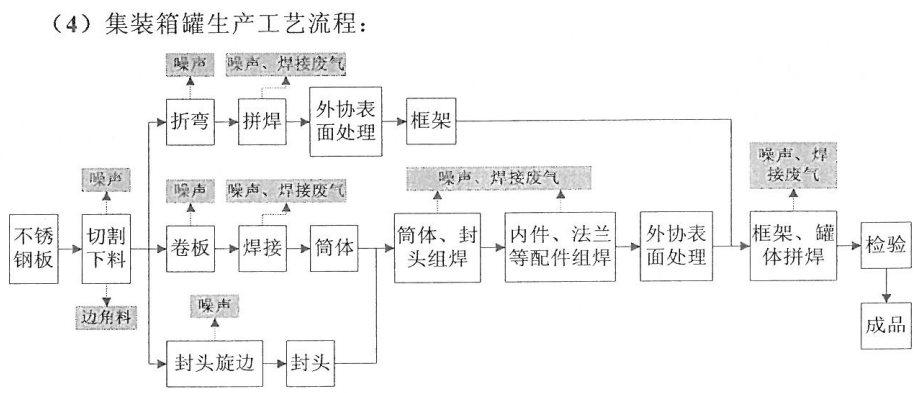 （4）集装箱罐生产工艺流程：
噪声
噪声、焊接废气
折弯
拼焊
外协表
面处理
框架
噪声
噪声
噪声、焊接废气
噪声、焊接废气
噪声、焊
接废气
不锈
钢板
切割
下料
卷板
焊接
筒体
筒体、封
头组焊
内件、法兰
等配件组焊
外协表
面处理
框架、罐
体拼焊
检验
边角料
噪声
封头旋边
封头
成品